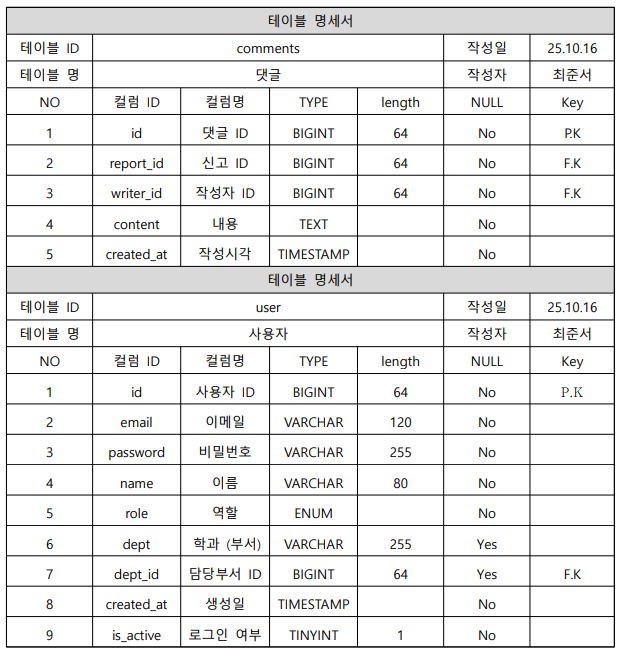 테이블 명세서
테이블 ID comments 작성일 25.10.16
테이블 명 댓글 작성자 최준서
NO 컬럼 ID 컬럼명 TYPE length NULL Key
1 id 댓글 ID BIGINT 64 No P.K
2 report_id 신고 ID BIGINT 64 No F.K
3 writer_id 작성자 ID BIGINT 64 No F.K
4 content 내용 TEXT No
5 created_at 작성시각 TIMESTAMP No
테이블 명세서
테이블 ID user 작성일 25.10.16
테이블 명 사용자 작성자 최준서
NO 컬럼 ID 컬럼명 TYPE length NULL Key
1 id 사용자 ID BIGINT 64 No P.K
2 email 이메일 VARCHAR 120 No
3 password 비밀번호 VARCHAR 255 No
4 name 이름 VARCHAR 80 No
5 role 역할 ENUM No
6 dept 학과 (부서) VARCHAR 255 Yes
7 dept_id 담당부서 ID BIGINT 64 Yes F.K
8 created_at 생성일 TIMESTAMP No
9 is_active 로그인 여부 TINYINT 1 No